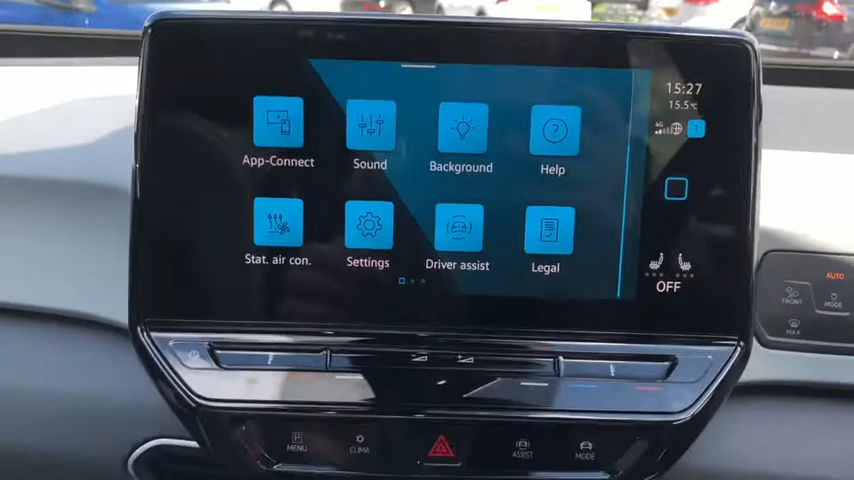 15:27
15.5°C
4G
App-Connect
Sound
Background
Help
Stat. air con.
Settings
Driver assist
Legal
OFF
AUTO
FRONT
MODE
MAX
P
MENU
CLIMA
ASSIST
MODE